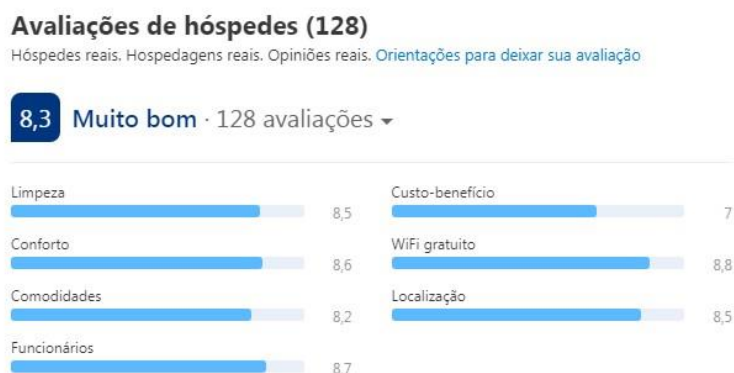 Avaliações de hóspedes (128)
Hóspedes reais. Hospedagens reais. Opiniões reais. Orientações para deixar sua avaliação
8,3 Muito bom · 128 avaliações
Limpeza
8,5
Custo-benefício
7
Conforto
8,6
WiFi gratuito
8,8
Comodidades
8,2
Localização
8,5
Funcionários
8,7